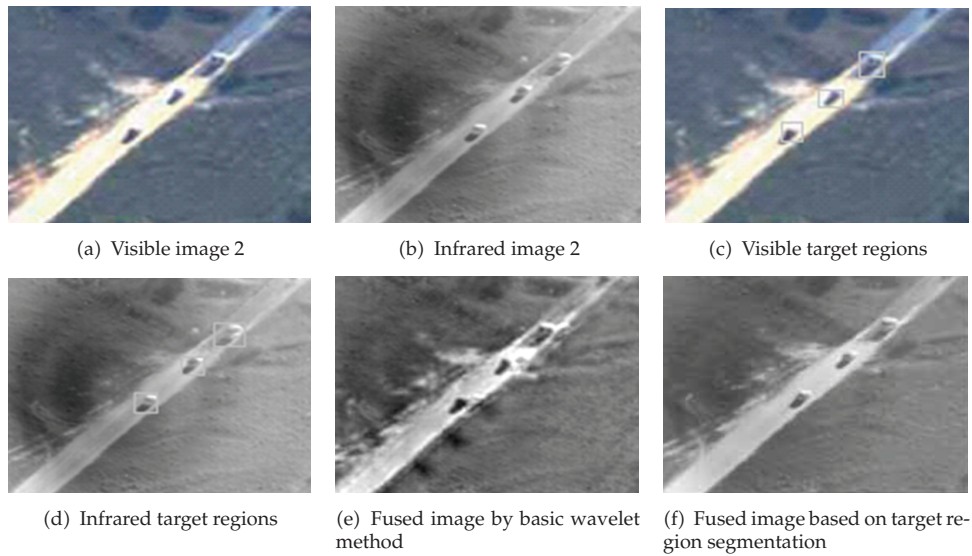 (a) Visible image 2
(b) Infrared image 2
(c) Visible target regions
(d) Infrared target regions
(e) Fused image by basic wavelet
method
(f) Fused image based on target re-
gion segmentation